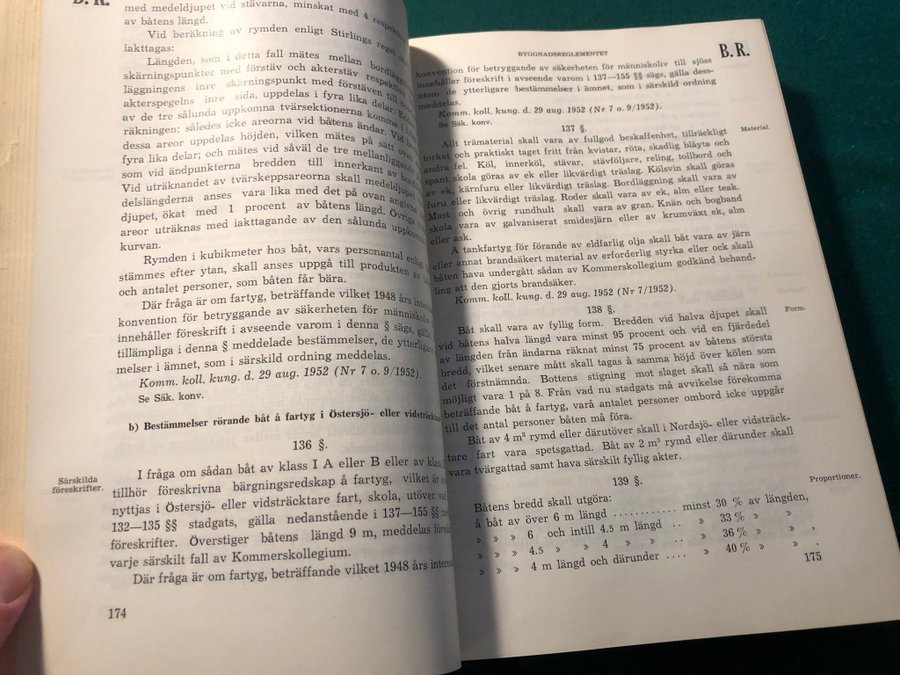 B. R.
med medeldjupet vid stävarna, minskat med 4
av båtens längd.
Vid beräkning av rymden enligt Stirlings regel
iakttagas:
Längden, som i detta fall mätes mellan
skärningspunkter med förstäv och akterstäv respektive
läggningens inre skärningspunkt med förstäven till
akterspegelns inre sida, uppdelas i fyra lika delar.
av de tre sålunda uppkomna tvärsektionerna komma i
räkningen; således icke areorna vid båtens ändar. Vid
dessa areor uppdelas höjden, vilken mätes på sätt ovan
fyra lika delar; och mätes vid såväl de tre mellanliggande
som vid ändpunkterna bredden till innerkant av
Vid uträknandet av tvärskeppsareorna skall medeldjupet
delslängderna anses vara lika med det på ovan
djupet, ökat med 1 procent av båtens längd. Övriga
areor uträknas med iakttagande av den sålunda
kurvan.
Rymden i kubikmeter hos båt, vars personantal
stämmes efter ytan, skall anses uppgå till produkten av
och antalet personer, som båten får bära.
Där fråga är om fartyg, beträffande vilket 1948 års
konvention för betryggande av säkerheten för människoliv
innehåller föreskrift i avseende varom i denna § sägs, gälla
tillämpliga i denna § meddelade bestämmelser, de ytterligare
melser i ämnet, som i särskild ordning meddelas.
Komm. koll. kung. d. 29 aug. 1952 (Nr 7 o. 9/1952).
Se Säk. konv.
b) Bestämmelser rörande båt å fartyg i Östersjö- eller
136 §.
Särskilda
föreskrifter.
I fråga om sådan båt av klass I A eller B eller av
tillhör föreskrivna bärgningsredskap å fartyg, vilket är
nyttjas i Östersjö- eller vidsträcktare fart, skola, utöver
132—135 §§ stadgats, gälla nedanstående i 137—155 §§
föreskrifter. Överstiger båtens längd 9 m, meddelas
varje särskilt fall av Kommerskollegium.
Där fråga är om fartyg, beträffande vilket 1948 års
174
BYGGNADSREGLEMENTET
B. R.
konvention för betryggande av säkerheten för människoliv till sjöss
innehåller föreskrift i avseende varom i 137—155 §§ sägs, gälla dess-
utom de ytterligare bestämmelser i ämnet, som i särskild ordning
meddelas.
Komm. koll. kung. d. 29 aug. 1952 (Nr 7 o. 9/1952).
Se Säk. konv.
137 §.
Material.
Allt trämaterial skall vara av fullgod beskaffenhet, tillräckligt
torkat och praktiskt taget fritt från kvistar, röta, skadlig blåyta och
andra fel. Köl, innerköl, stävar, stävföljare, reling, tollbord och
spant skola göras av ek eller likvärdigt träslag. Kölsvin skall göras
av ek, kärnfuru eller likvärdigt träslag. Bordläggning skall vara av
furu eller likvärdigt träslag. Roder skall vara av ek, alm eller teak.
Mast och övrig rundhult skall vara av gran. Knän och bogband
skola vara av galvaniserat smidesjärn eller av krumväxt ek, alm
eller ask.
Å tankfartyg för förande av eldfarlig olja skall båt vara av järn
eller annat brandsäkert material av erforderlig styrka eller ock skall
båten hava undergått sådan av Kommerskollegium godkänd behand-
ling att den gjorts brandsäker.
Komm. koll. kung. d. 29 aug. 1952 (Nr 7/1952).
138 §.
Form.
Båt skall vara av fyllig form. Bredden vid halva djupet skall
vid båtens halva längd vara minst 95 procent och vid en fjärdedel
av längden från ändarna räknat minst 75 procent av båtens största
bredd, vilket senare mått skall tagas å samma höjd över kölen som
det förstnämnda. Bottens stigning mot slaget skall så nära som
möjligt vara 1 på 8. Från vad nu stadgats må avvikelse förekomma
beträffande båt å fartyg, varå antalet personer ombord icke uppgår
till det antal personer båten må föra.
Båt av 4 m³ rymd eller därutöver skall i Nordsjö- eller vidsträck-
tare fart vara spetsgattad. Båt av 2 m³ rymd eller därunder skall
vara tvärgattad samt hava särskilt fyllig akter.
139 §.
Proportioner.
Båtens bredd skall utgöra:
å båt av över 6 m längd ............ minst 30 % av längden,
» » » 6 och intill 4.5 m längd .. » 33 % » » ,
» » » 4.5 » » 4 » » .. » 36 % » » ,
» » » 4 m längd och därunder .... » 40 % » » .
175